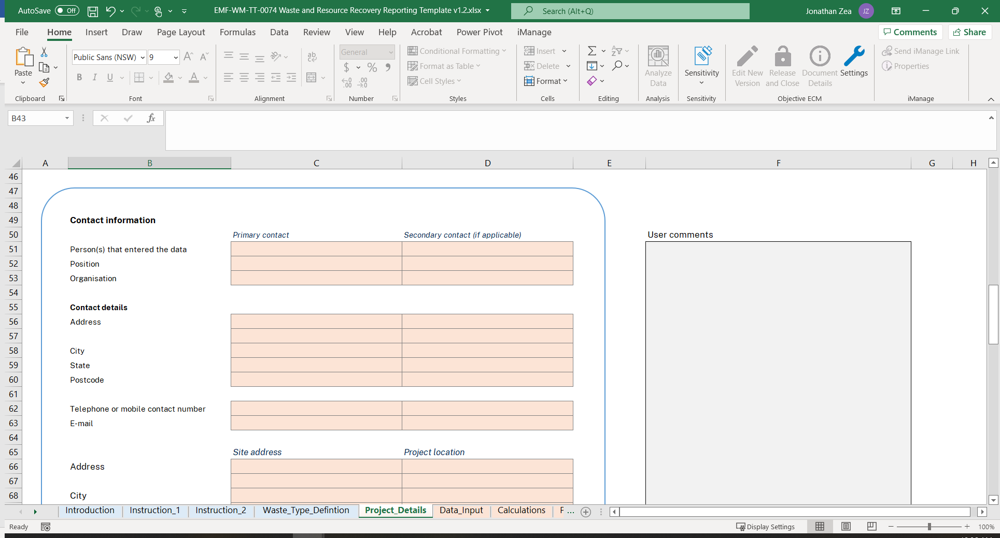 AutoSave Off EMF-WM-TT-0074 Waste and Resource Recovery Reporting Template v1.2.xlsx Search (Alt+Q) Jonathan Zea JZ
File Home Insert Draw Page Layout Formulas Data Review View Help Acrobat Power Pivot iManage Comments Share
Public Sans (NSW) 9 General Conditional Formatting Insert Send iManage Link
Format as Table Delete Properties
Paste Cell Styles Format Analyze Data Sensitivity Edit New Version Release and Close Document Details Settings
Clipboard Font Alignment Number Styles Cells Editing Analysis Sensitivity Objective ECM iManage
B43 fx
A B C D E F G H
46
47
48
49 Contact information
50 Primary contact Secondary contact (if applicable) User comments
51 Person(s) that entered the data
52 Position
53 Organisation
54
55 Contact details
56 Address
57
58 City
59 State
60 Postcode
61
62 Telephone or mobile contact number
63 E-mail
64
65 Site address Project location
66 Address
67
68 City
Introduction Instruction_1 Instruction_2 Waste_Type_Defintion Project_Details Data_Input Calculations ...
Ready Display Settings 100%